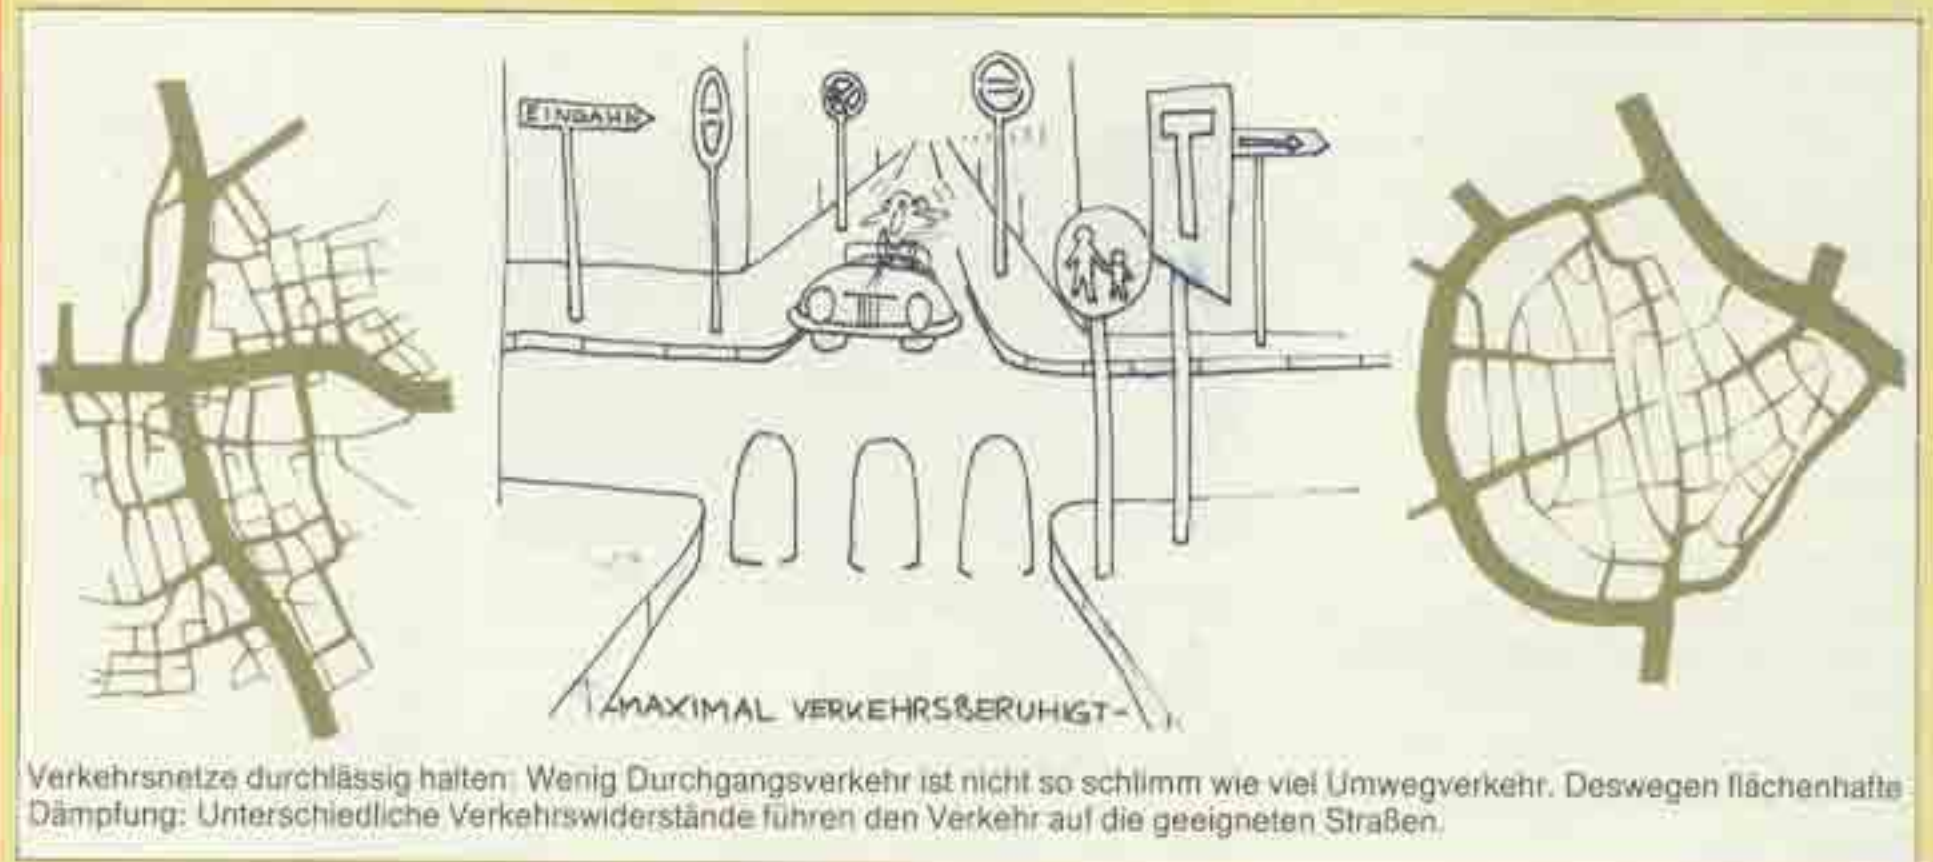 EINBAHN
MAXIMAL VERKEHRSBERUHIGT-
Verkehrsnetze durchlässig halten: Wenig Durchgangsverkehr ist nicht so schlimm wie viel Umwegverkehr. Deswegen flächenhafte
Dämpfung: Unterschiedliche Verkehrswiderstände führen den Verkehr auf die geeigneten Straßen.